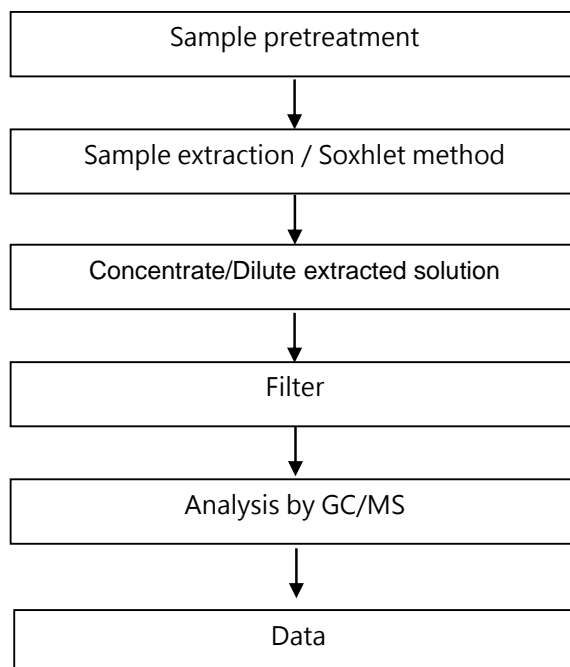 Sample pretreatment
Sample extraction / Soxhlet method
Concentrate/Dilute extracted solution
Filter
Analysis by GC/MS
Data